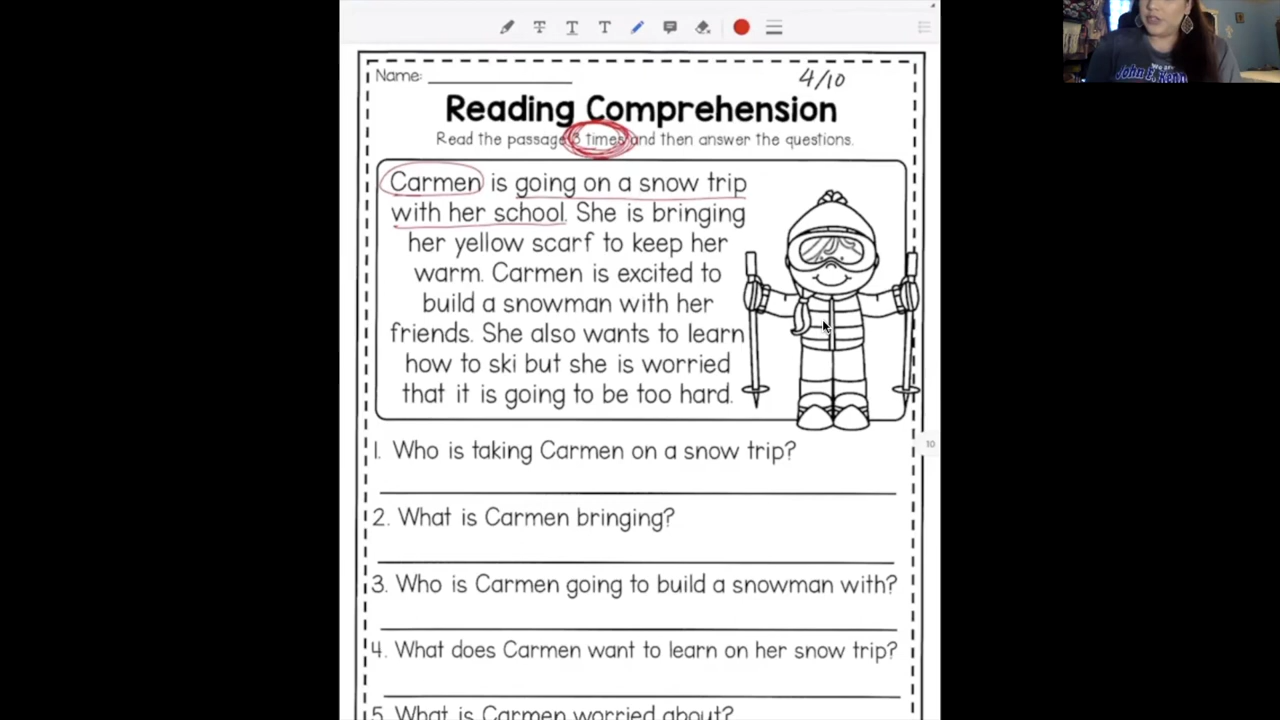 Name:
4/10
Reading Comprehension
Read the passage 3 times and then answer the questions.
Carmen is going on a snow trip
with her school. She is bringing
her yellow scarf to keep her
warm. Carmen is excited to
build a snowman with her
friends. She also wants to learn
how to ski but she is worried
that it is going to be too hard.
1. Who is taking Carmen on a snow trip?
2. What is Carmen bringing?
3. Who is Carmen going to build a snowman with?
4. What does Carmen want to learn on her snow trip?
5. What is Carmen worried about?
10
John F.